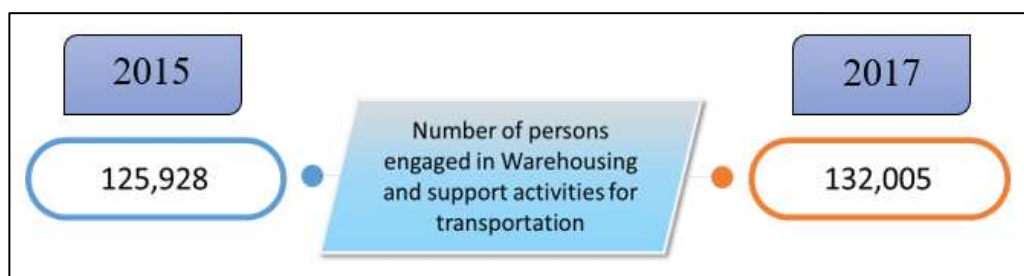 2015
2017
125,928
Number of persons
engaged in Warehousing
and support activities for
transportation
132,005